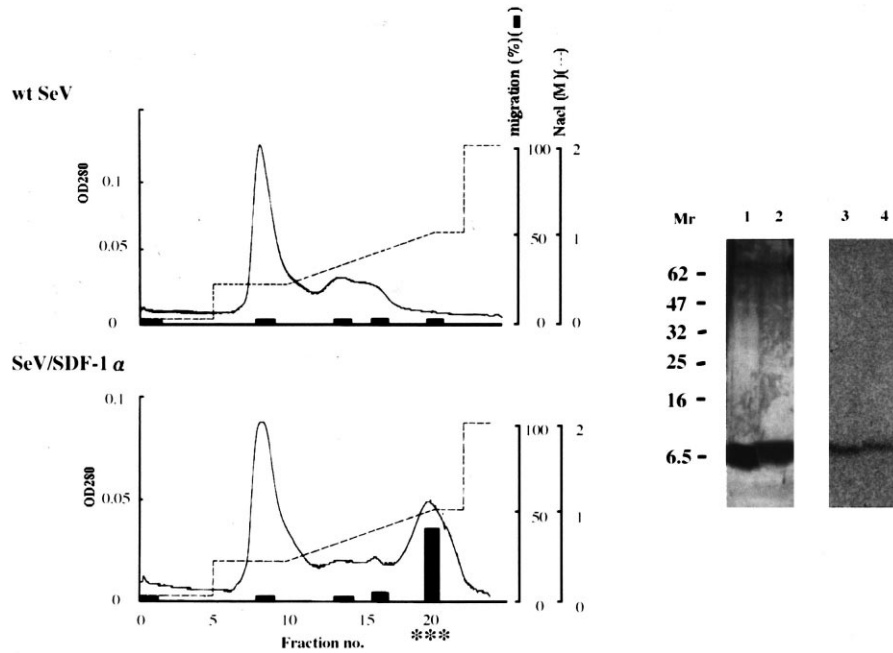 wt SeV
OD280
0.1
0.05
0
migration (%)(■)
100
50
0
Nacl (M)(---)
2
1
0
SeV/SDF-1 α
OD280
0.1
0.05
0
100
50
0
2
1
0
0 5 10 15 20
***
Fraction no.
Mr 1 2 3 4
62
47
32
25
16
6.5